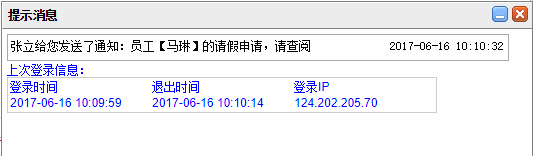 提示消息
张立给您发送了通知：员工【马琳】的请假申请，请查阅 2017-06-16 10:10:32
上次登录信息：
登录时间 退出时间 登录IP
2017-06-16 10:09:59 2017-06-16 10:10:14 124.202.205.70